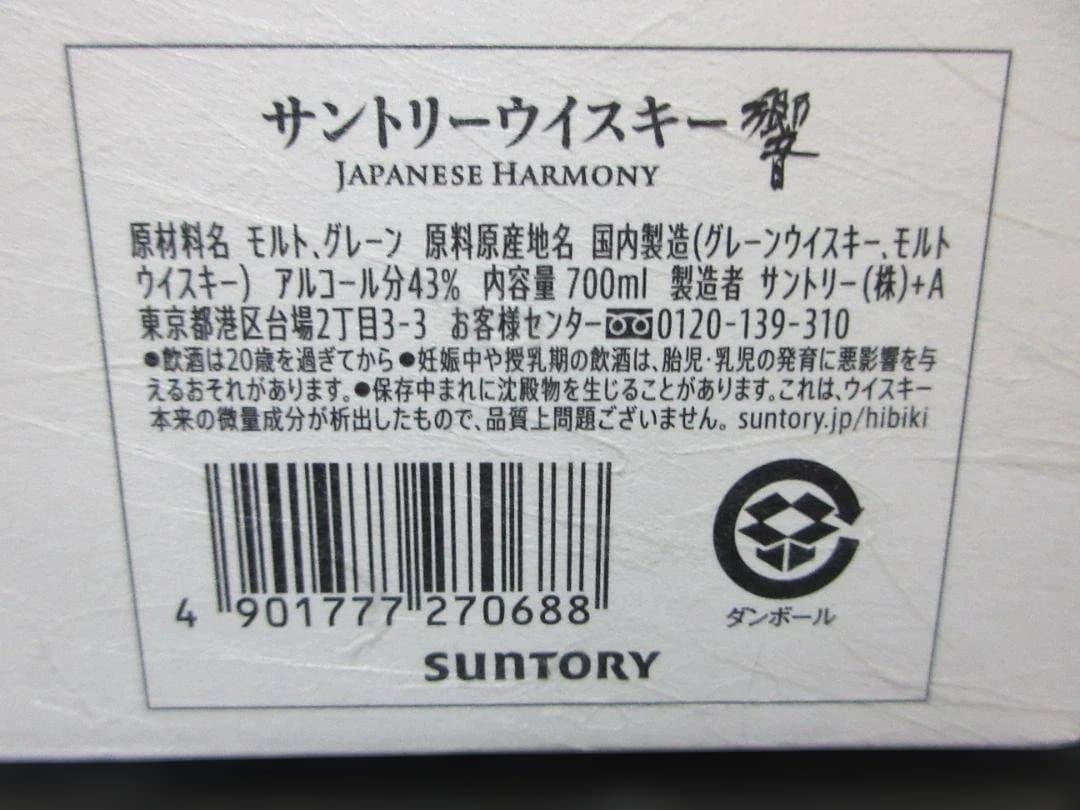 サントリーウイスキー響
JAPANESE HARMONY
原材料名 モルト、グレーン 原料原産地名 国内製造(グレーンウイスキー、モルト
ウイスキー) アルコール分43% 内容量 700ml 製造者 サントリー(株)+A
東京都港区台場2丁目3-3 お客様センター 0120-139-310
●飲酒は20歳を過ぎてから●妊娠中や授乳期の飲酒は、胎児・乳児の発育に悪影響を与
えるおそれがあります。●保存中まれに沈殿物を生じることがあります。これは、ウイスキー
本来の微量成分が析出したもので、品質上問題ございません。 suntory.jp/hibiki
4 901777 270688
ダンボール
SUNTORY